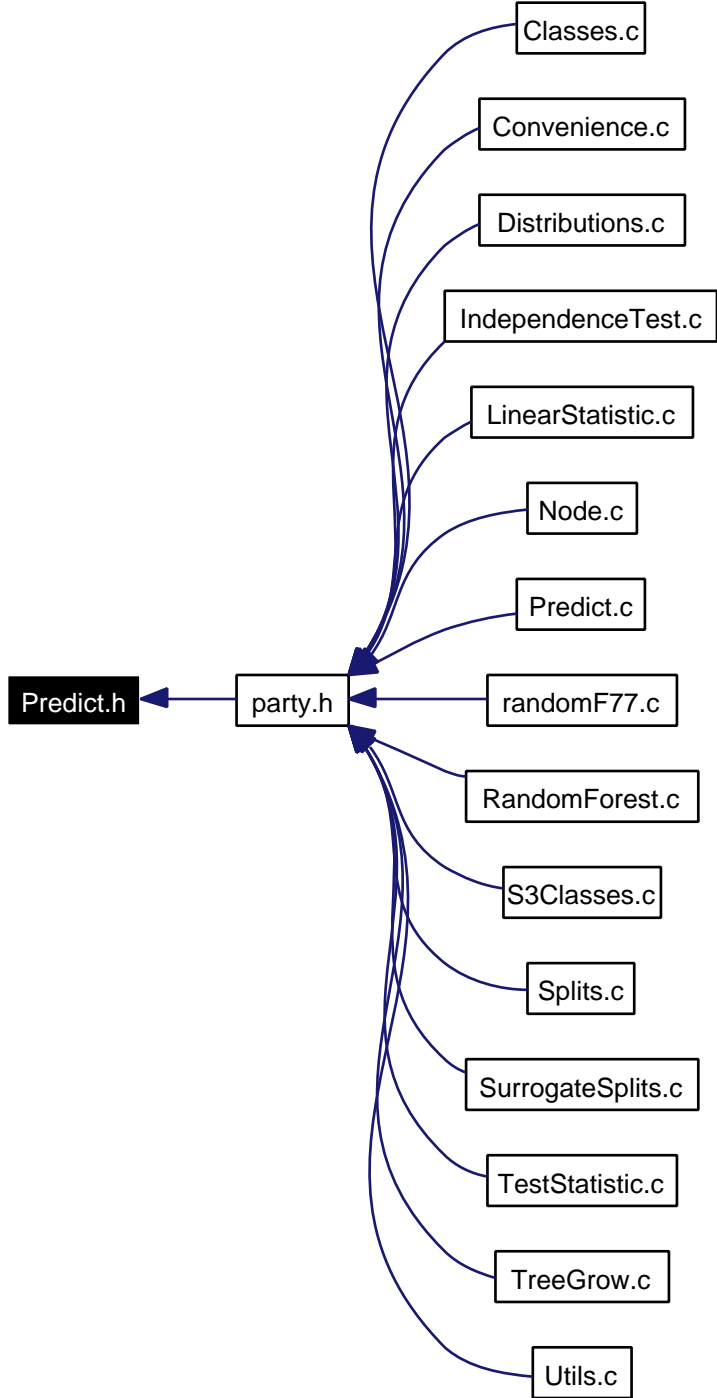 Classes.c
Convenience.c
Distributions.c
IndependenceTest.c
LinearStatistic.c
Node.c
Predict.c
Predict.h
party.h
randomF77.c
RandomForest.c
S3Classes.c
Splits.c
SurrogateSplits.c
TestStatistic.c
TreeGrow.c
Utils.c